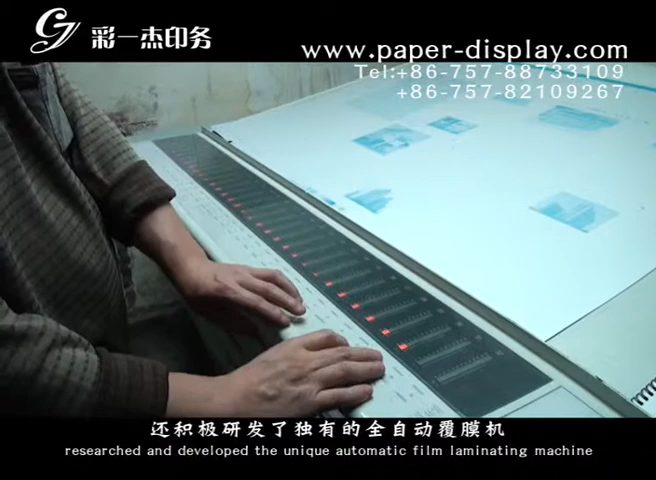 彩一杰印务
www.paper-display.com
Tel:+86-757-88733109
+86-757-82109267
还积极研发了独有的全自动覆膜机
researched and developed the unique automatic film laminating machine